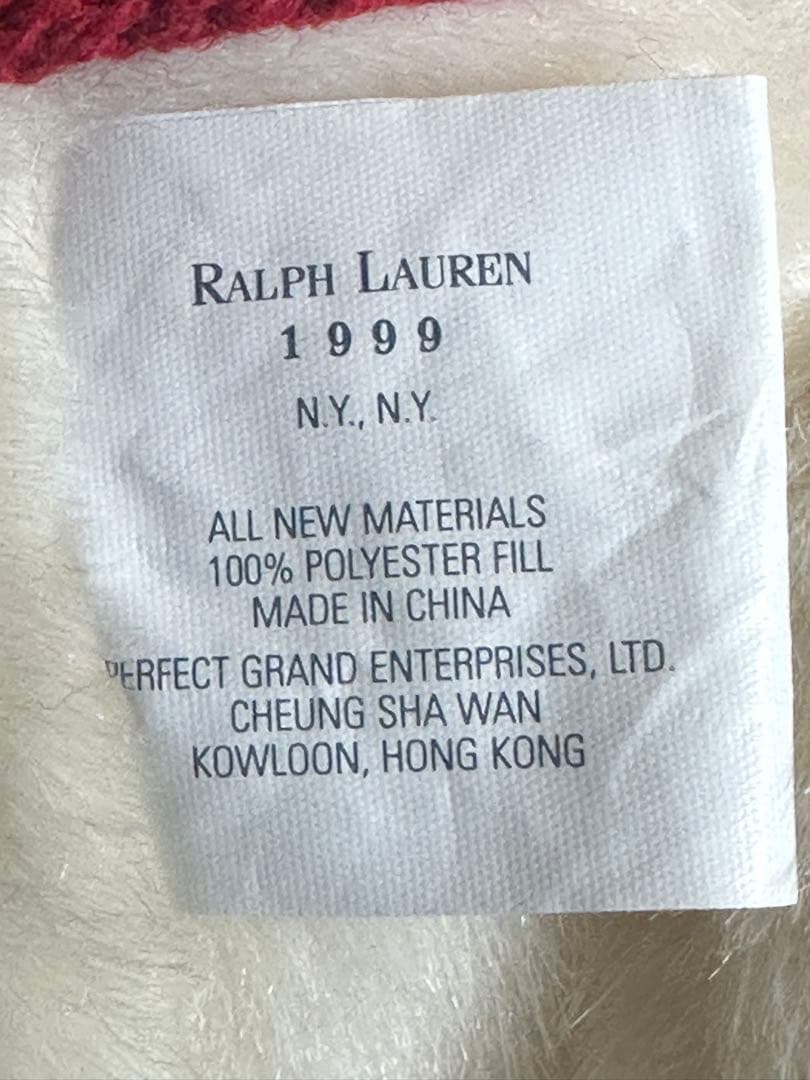 RALPH LAUREN
1999
N.Y., N.Y.
ALL NEW MATERIALS
100% POLYESTER FILL
MADE IN CHINA
PERFECT GRAND ENTERPRISES, LTD.
CHEUNG SHA WAN
KOWLOON, HONG KONG